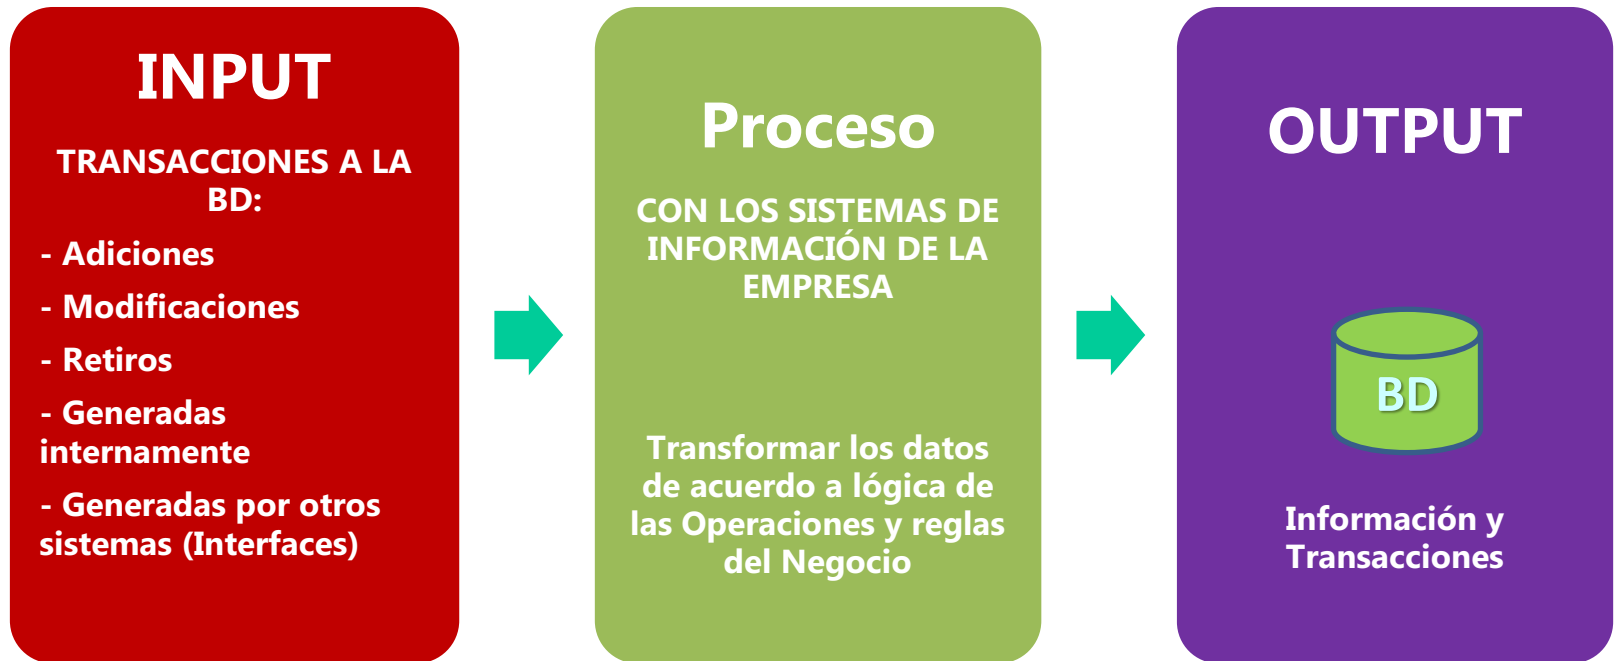 INPUT
TRANSACCIONES A LA
BD:
- Adiciones
- Modificaciones
- Retiros
- Generadas
internamente
- Generadas por otros
sistemas (Interfaces)
Proceso
CON LOS SISTEMAS DE
INFORMACIÓN DE LA
EMPRESA
Transformar los datos
de acuerdo a lógica de
las Operaciones y reglas
del Negocio
OUTPUT
BD
Información y
Transacciones